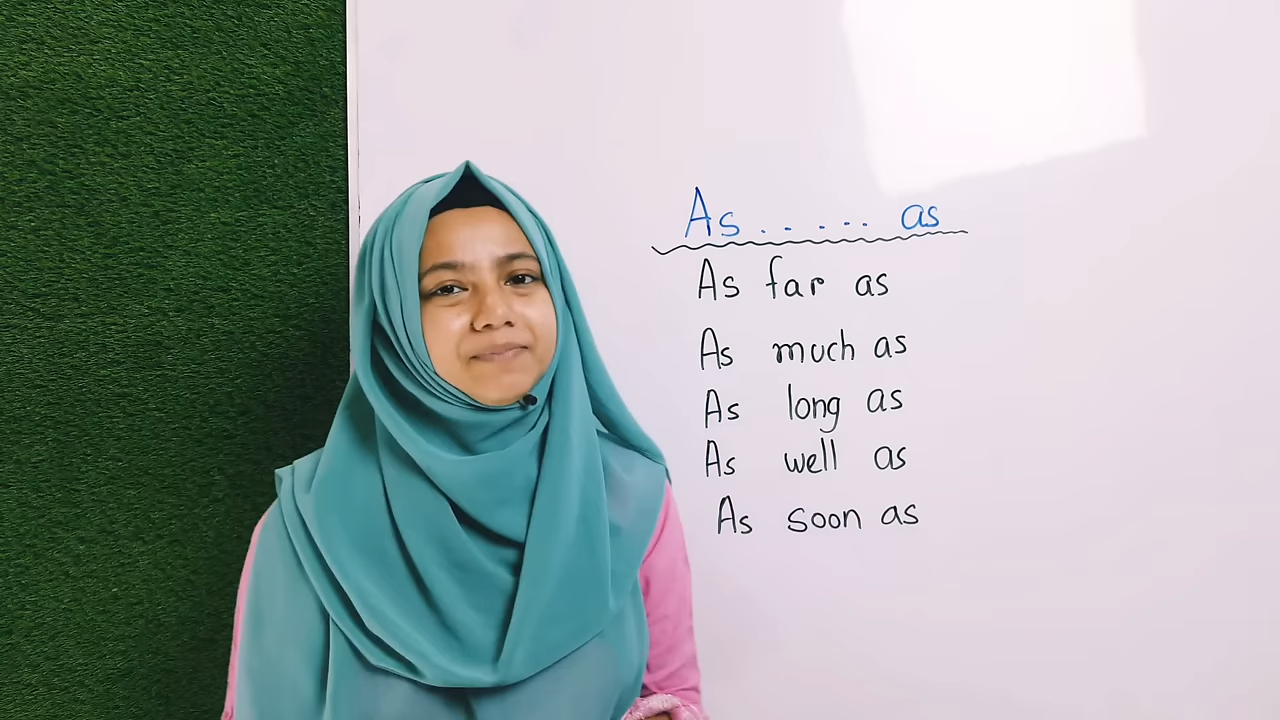 As ..... as
As far as
As much as
As long as
As well as
As soon as